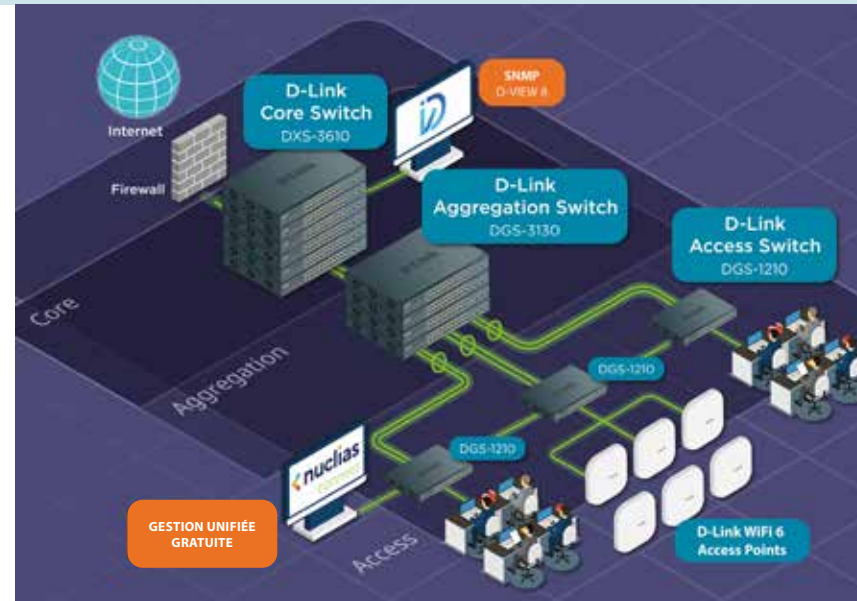 Internet
Firewall
D-Link
Core Switch
DXS-3610
SNMP
D-VIEW 8
D-Link
Aggregation Switch
DGS-3130
D-Link
Access Switch
DGS-1210
Core
Aggregation
DGS-1210
DGS-1210
nuclias
connect
GESTION UNIFIÉE
GRATUITE
Access
D-Link WiFi 6
Access Points